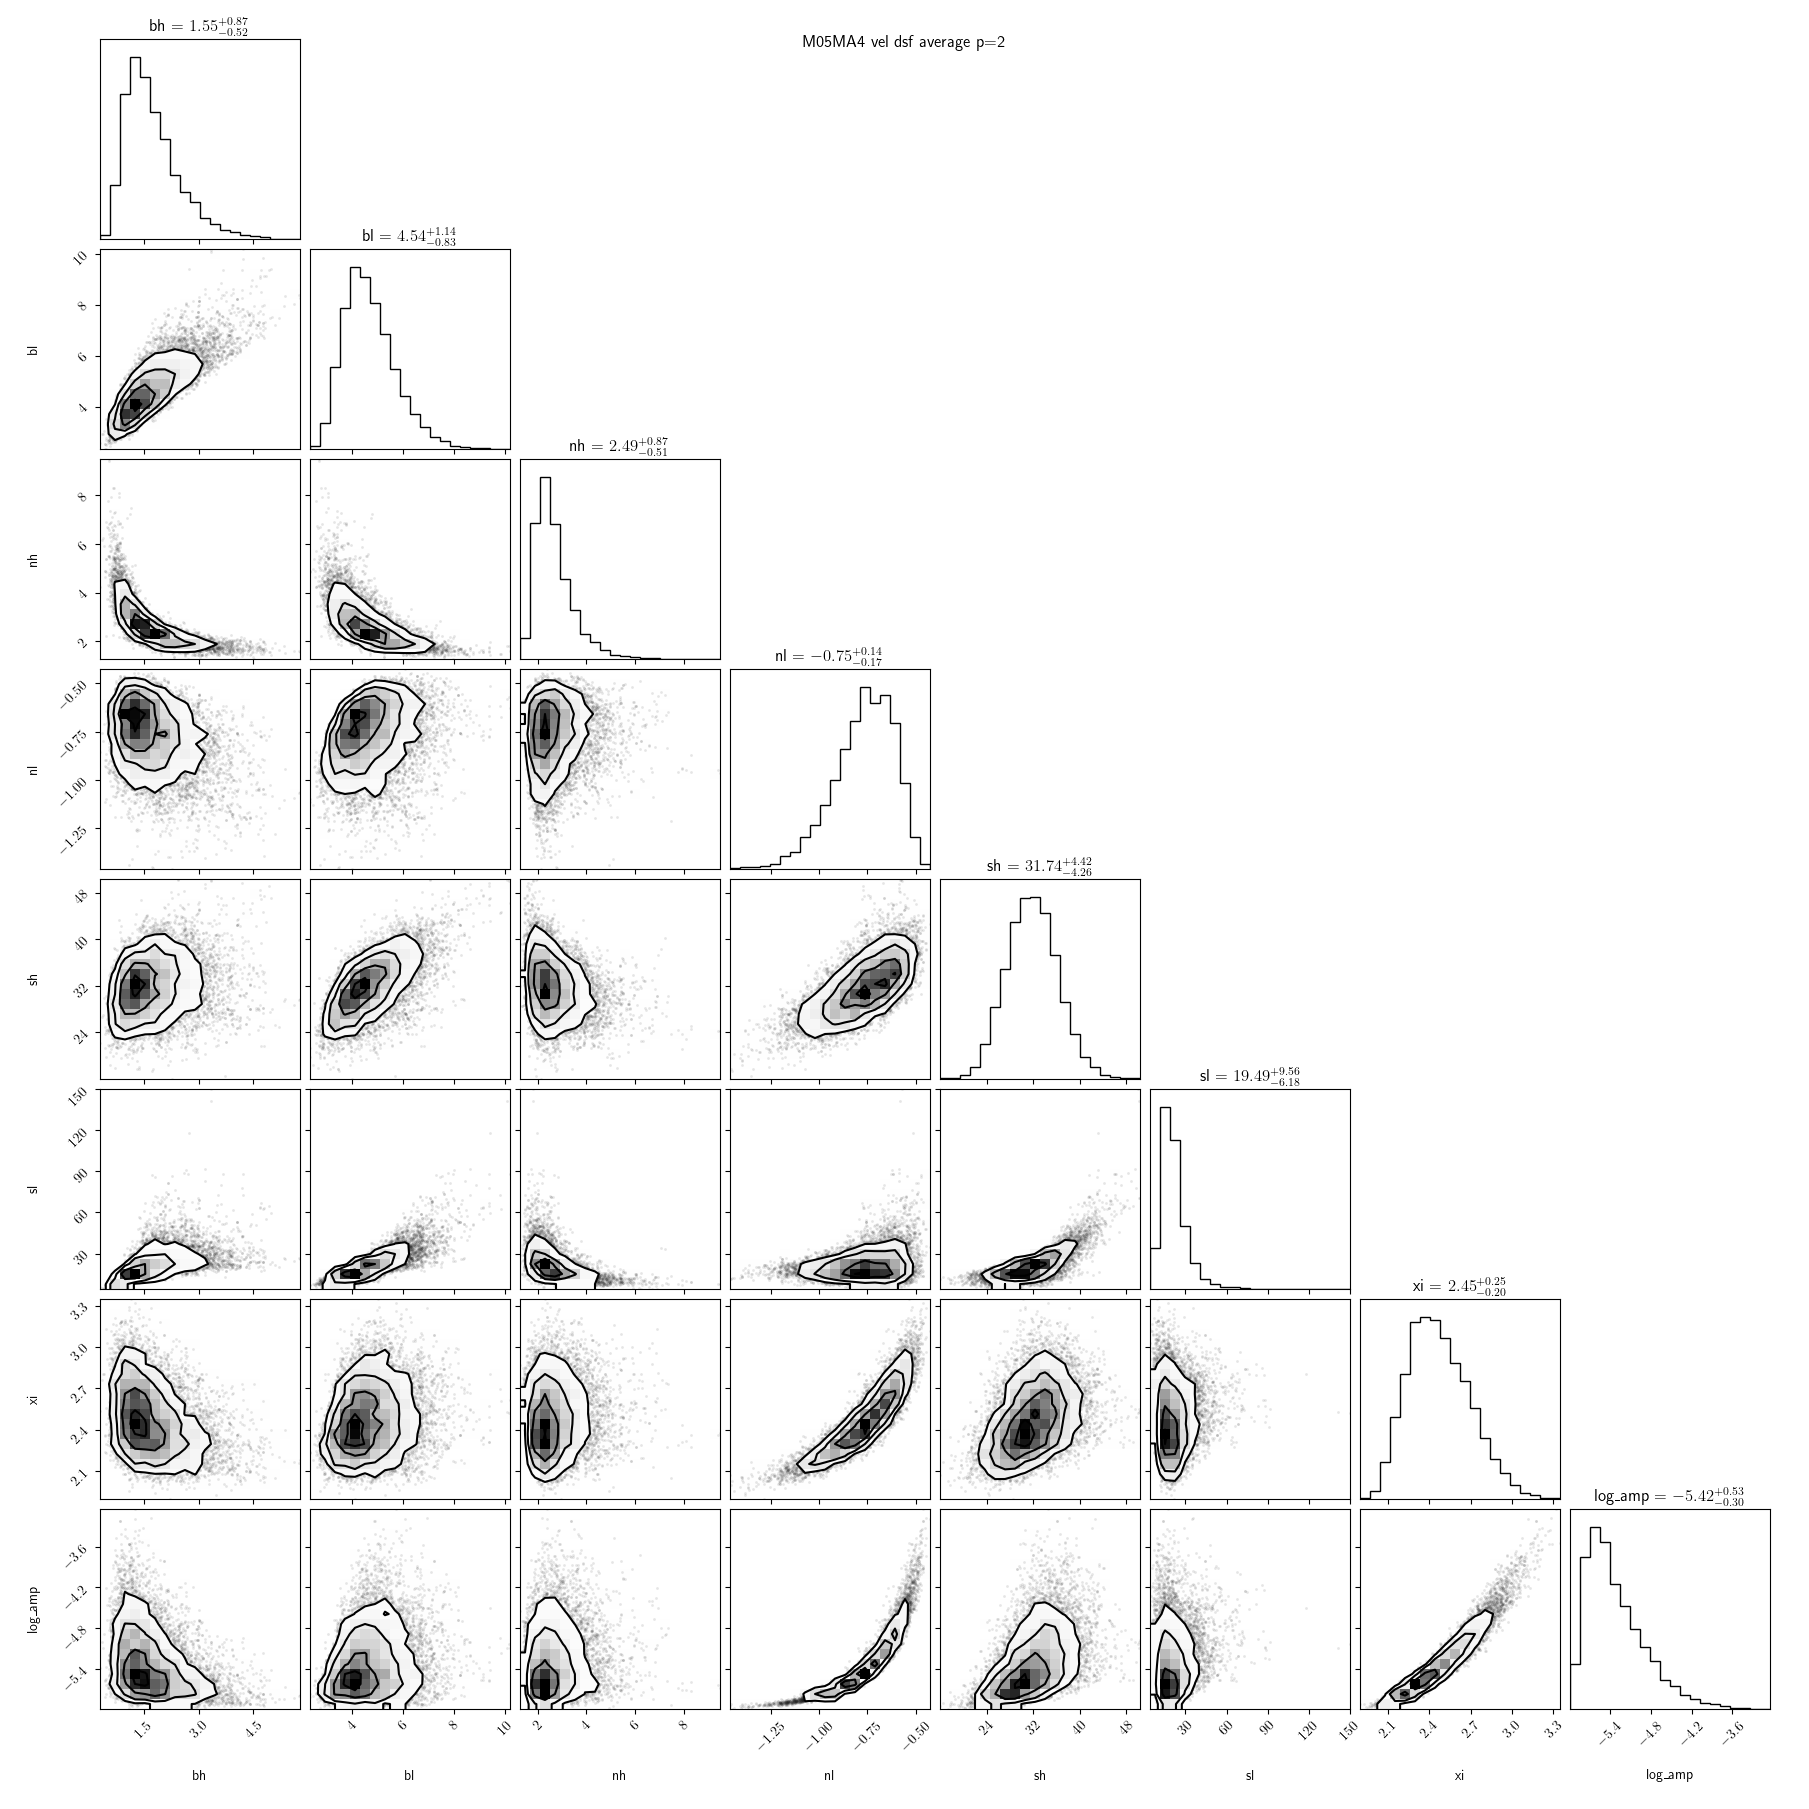 M05MA4 vel dsf average p=2
bh = 1.55+0.87 −0.52
bl = 4.54+1.14 −0.83
10
8
6
4
bl
nh = 2.49+0.87 −0.51
8
6
4
2
nh
nl = −0.75+0.14 −0.17
−0.50
−0.75
−1.00
−1.25
nl
sh = 31.74+4.42 −4.26
48
40
32
24
sh
sl = 19.49+9.56 −6.18
150
120
90
60
30
sl
xi = 2.45+0.25 −0.20
3.3
3.0
2.7
2.4
2.1
xi
log_amp = −5.42+0.53 −0.30
−3.6
−4.2
−4.8
−5.4
log_amp
1.5 3.0 4.5 4 6 8 10 2 4 6 8 −1.25 −1.00 −0.75 −0.50 24 32 40 48 30 60 90 120 150 2.1 2.4 2.7 3.0 3.3 −5.4 −4.8 −4.2 −3.6
bh bl nh nl sh sl xi log_amp